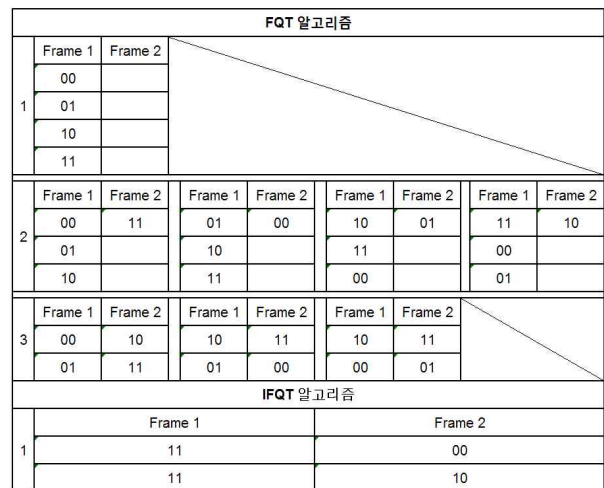 FQT 알고리즘
1
Frame 1 Frame 2
00
01
10
11
2
Frame 1 Frame 2 Frame 1 Frame 2 Frame 1 Frame 2 Frame 1 Frame 2
00 11 01 00 10 01 11 10
01 10 11 00
10 11 00 01
3
Frame 1 Frame 2 Frame 1 Frame 2 Frame 1 Frame 2
00 10 10 11 10 11
01 11 01 00 00 01
IFQT 알고리즘
1
Frame 1 Frame 2
11 00
11 10